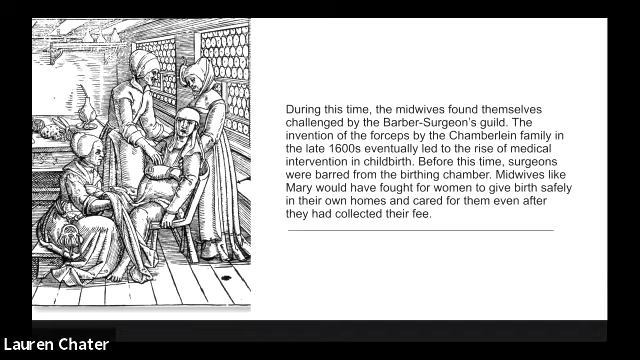 During this time, the midwives found themselves
challenged by the Barber-Surgeon's guild. The
invention of the forceps by the Chamberlein family in
the late 1600s eventually led to the rise of medical
intervention in childbirth. Before this time, surgeons
were barred from the birthing chamber. Midwives like
Mary would have fought for women to give birth safely
in their own homes and cared for them even after
they had collected their fee.
Lauren Chater